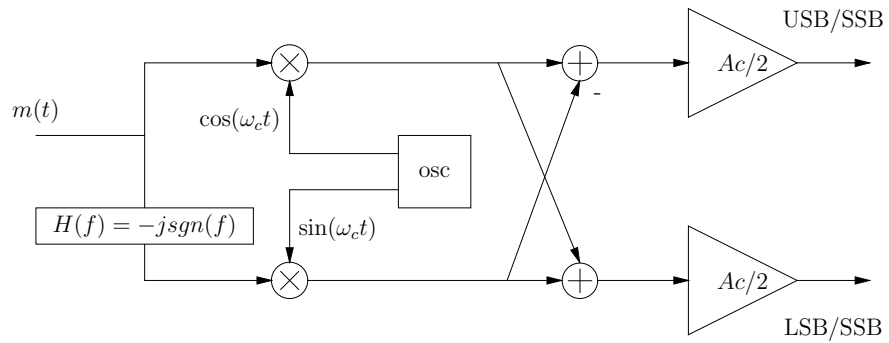 USB/SSB
Ac/2
m(t)
cos(ω_c t)
-
osc
H(f) = −jsgn(f)
sin(ω_c t)
Ac/2
LSB/SSB